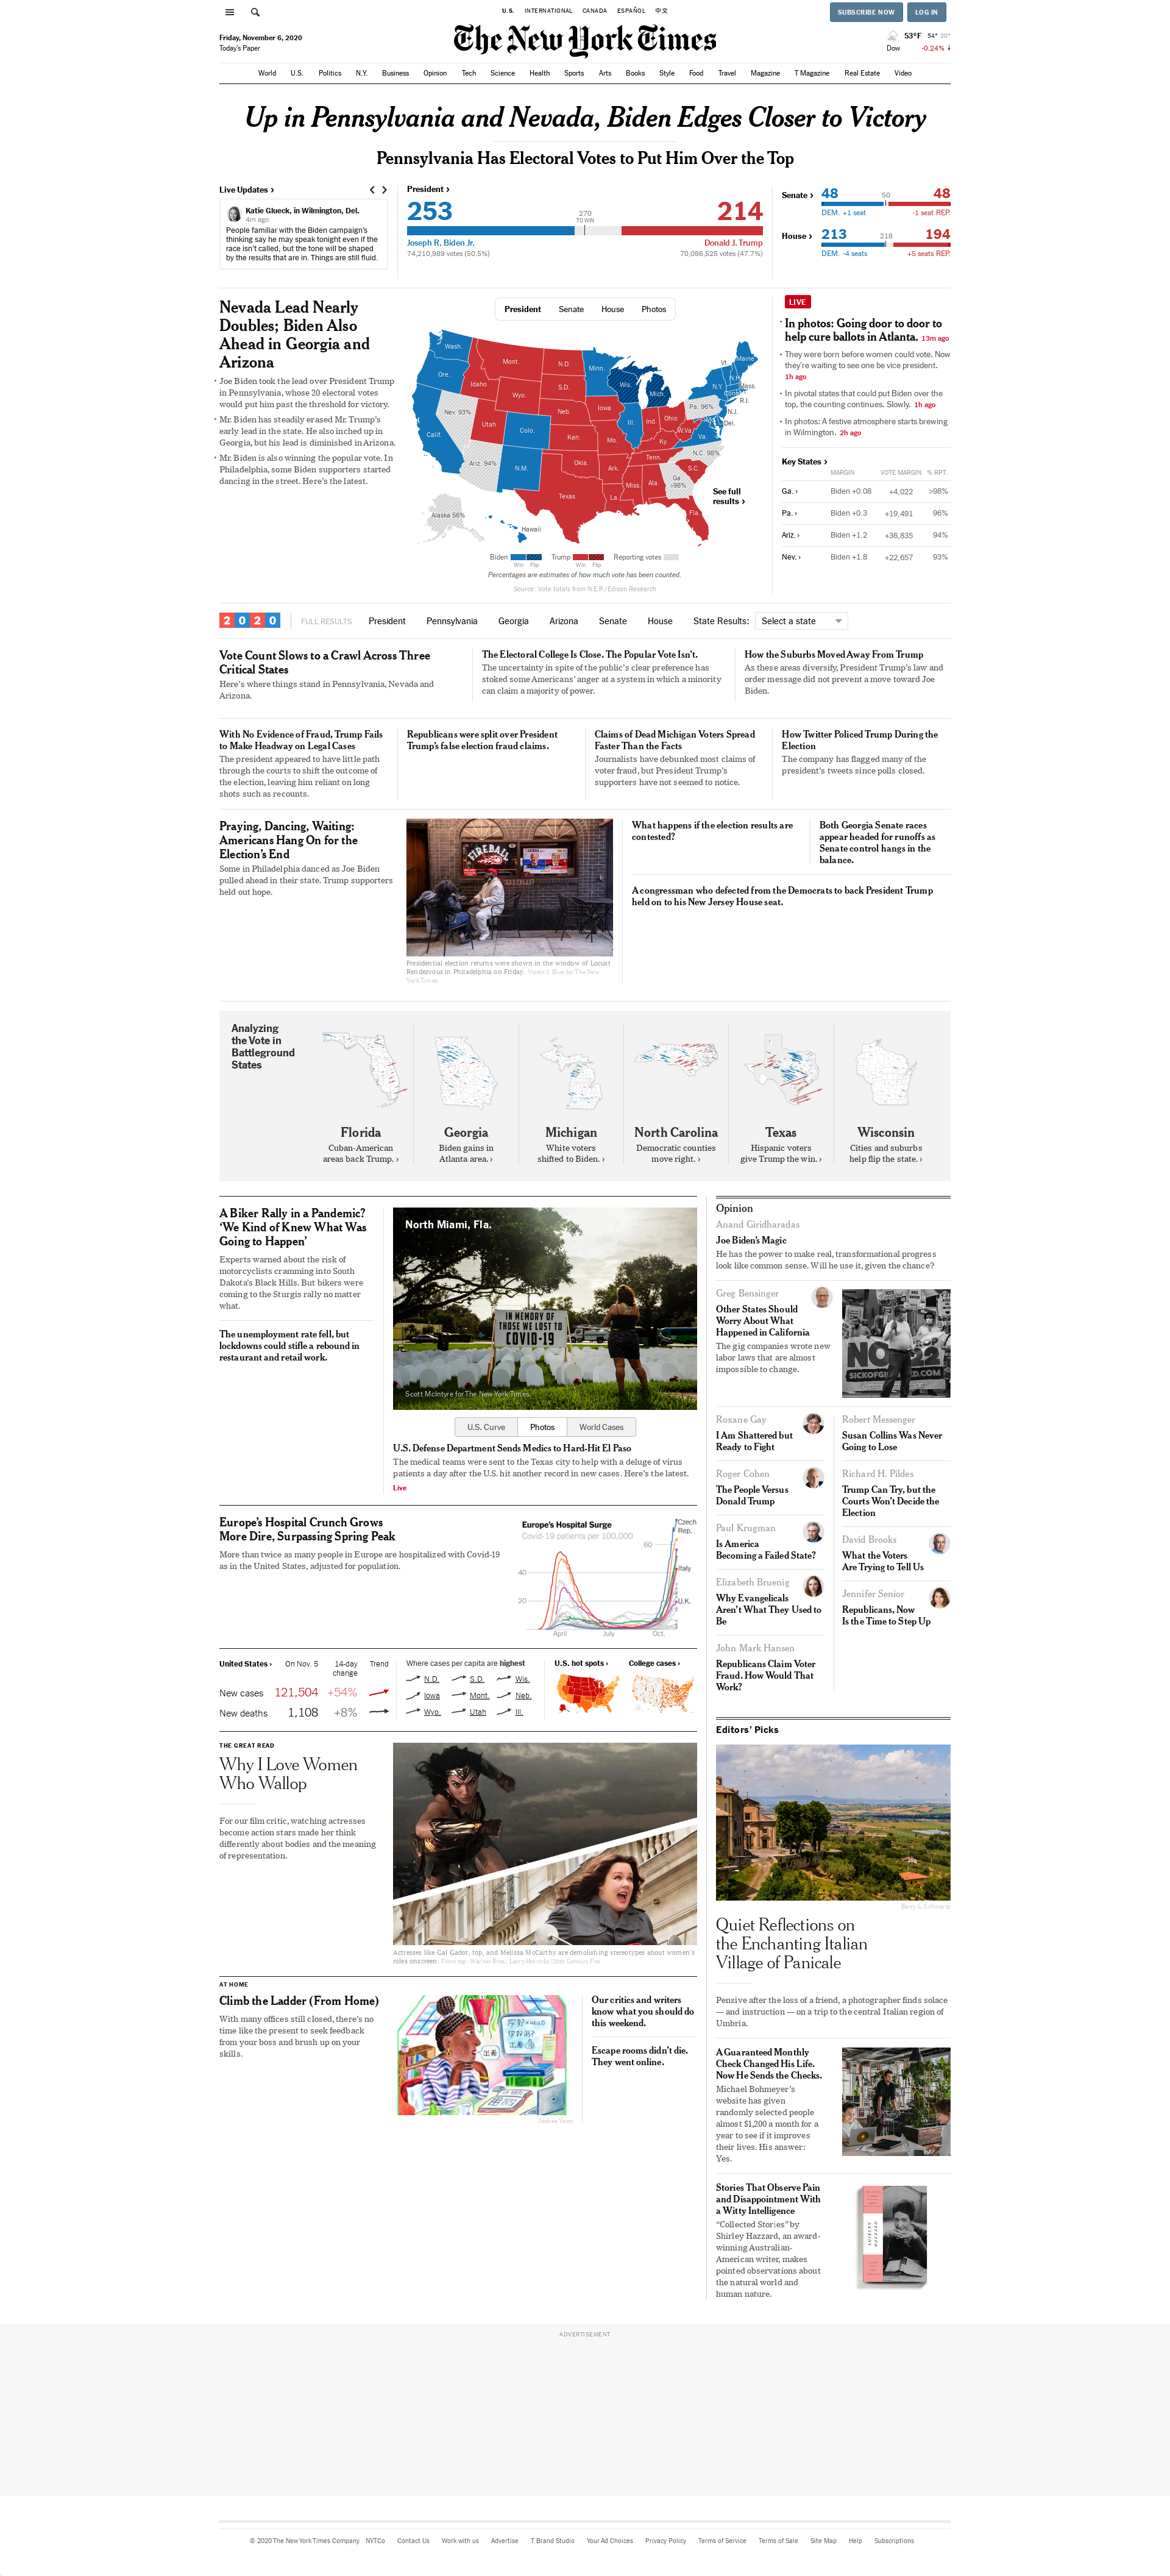 U.S. INTERNATIONAL CANADA ESPAÑOL 中文
SUBSCRIBE NOW LOG IN
Friday, November 6, 2020
Today's Paper
The New York Times
53°F 54° 30°
Dow -0.24%
World U.S. Politics N.Y. Business Opinion Tech Science Health Sports Arts Books Style Food Travel Magazine T Magazine Real Estate Video
Up in Pennsylvania and Nevada, Biden Edges Closer to Victory
Pennsylvania Has Electoral Votes to Put Him Over the Top
Live Updates ›
Katie Glueck, in Wilmington, Del.
4m ago
People familiar with the Biden campaign's
thinking say he may speak tonight even if the
race isn't called, but the tone will be shaped
by the results that are in. Things are still fluid.
President ›
253
270
TO WIN
214
Joseph R. Biden Jr.
Donald J. Trump
74,210,989 votes (50.5%)
70,086,525 votes (47.7%)
Senate › 48 50 48
DEM. +1 seat -1 seat REP.
House › 213 218 194
DEM. -4 seats +5 seats REP.
Nevada Lead Nearly
Doubles; Biden Also
Ahead in Georgia and
Arizona
Joe Biden took the lead over President Trump
in Pennsylvania, whose 20 electoral votes
would put him past the threshold for victory.
Mr. Biden has steadily erased Mr. Trump's
early lead in the state. He also inched up in
Georgia, but his lead is diminished in Arizona.
Mr. Biden is also winning the popular vote. In
Philadelphia, some Biden supporters started
dancing in the street. Here's the latest.
President Senate House Photos
Wash.
Mont.
N.D.
Minn.
Vt.
Maine
Ore.
Idaho
S.D.
Wis.
Mich.
N.Y.
N.H.
Mass.
Conn.
R.I.
Wyo.
Nev. 93%
Neb.
Iowa
Pa. 96%
N.J.
Del.
Utah
Colo.
Ill.
Ind.
Ohio
W.Va.
Va.
Calif.
Kan.
Mo.
Ky.
N.C. 98%
Ariz. 94%
N.M.
Okla.
Ark.
Tenn.
S.C.
Miss.
Ala.
Ga.
>98%
Texas
La.
Fla.
Alaska 56%
Hawaii
See full
results ›
Biden Trump Reporting votes
Win Flip Win Flip
Percentages are estimates of how much vote has been counted.
Source: Vote totals from N.E.P./Edison Research
LIVE
In photos: Going door to door to
help cure ballots in Atlanta. 13m ago
They were born before women could vote. Now
they're waiting to see one be vice president.
1h ago
In pivotal states that could put Biden over the
top, the counting continues. Slowly. 1h ago
In photos: A festive atmosphere starts brewing
in Wilmington. 2h ago
Key States ›
MARGIN VOTE MARGIN % RPT.
Ga. › Biden +0.08 +4,022 >98%
Pa. › Biden +0.3 +19,491 96%
Ariz. › Biden +1.2 +36,835 94%
Nev. › Biden +1.8 +22,657 93%
2020 FULL RESULTS President Pennsylvania Georgia Arizona Senate House State Results: Select a state
Vote Count Slows to a Crawl Across Three
Critical States
Here's where things stand in Pennsylvania, Nevada and
Arizona.
The Electoral College Is Close. The Popular Vote Isn't.
The uncertainty in spite of the public's clear preference has
stoked some Americans' anger at a system in which a minority
can claim a majority of power.
How the Suburbs Moved Away From Trump
As these areas diversify, President Trump's law and
order message did not prevent a move toward Joe
Biden.
With No Evidence of Fraud, Trump Fails
to Make Headway on Legal Cases
The president appeared to have little path
through the courts to shift the outcome of
the election, leaving him reliant on long
shots such as recounts.
Republicans were split over President
Trump's false election fraud claims.
Claims of Dead Michigan Voters Spread
Faster Than the Facts
Journalists have debunked most claims of
voter fraud, but President Trump's
supporters have not seemed to notice.
How Twitter Policed Trump During the
Election
The company has flagged many of the
president's tweets since polls closed.
Praying, Dancing, Waiting:
Americans Hang On for the
Election's End
Some in Philadelphia danced as Joe Biden
pulled ahead in their state. Trump supporters
held out hope.
FIREBALL
Presidential election returns were shown in the window of Locust
Rendezvous in Philadelphia on Friday. Victor J. Blue for The New
York Times
What happens if the election results are
contested?
Both Georgia Senate races
appear headed for runoffs as
Senate control hangs in the
balance.
A congressman who defected from the Democrats to back President Trump
held on to his New Jersey House seat.
Analyzing
the Vote in
Battleground
States
Florida
Cuban-American
areas back Trump. ›
Georgia
Biden gains in
Atlanta area. ›
Michigan
White voters
shifted to Biden. ›
North Carolina
Democratic counties
move right. ›
Texas
Hispanic voters
give Trump the win. ›
Wisconsin
Cities and suburbs
help flip the state. ›
A Biker Rally in a Pandemic?
‘We Kind of Knew What Was
Going to Happen’
Experts warned about the risk of
motorcyclists cramming into South
Dakota's Black Hills. But bikers were
coming to the Sturgis rally no matter
what.
The unemployment rate fell, but
lockdowns could stifle a rebound in
restaurant and retail work.
North Miami, Fla.
IN MEMORY OF
THOSE WE LOST TO
COVID-19
Scott McIntyre for The New York Times
U.S. Curve Photos World Cases
U.S. Defense Department Sends Medics to Hard-Hit El Paso
The medical teams were sent to the Texas city to help with a deluge of virus
patients a day after the U.S. hit another record in new cases. Here's the latest.
Live
Europe's Hospital Crunch Grows
More Dire, Surpassing Spring Peak
More than twice as many people in Europe are hospitalized with Covid-19
as in the United States, adjusted for population.
Europe's Hospital Surge
Covid-19 patients per 100,000
Czech
Rep.
60
Italy
40
20
U.K.
April July Oct.
United States › On Nov. 5 14-day
change Trend
New cases 121,504 +54%
New deaths 1,108 +8%
Where cases per capita are highest
N.D. S.D. Wis.
Iowa Mont. Neb.
Wyo. Utah Ill.
U.S. hot spots › College cases ›
THE GREAT READ
Why I Love Women
Who Wallop
For our film critic, watching actresses
become action stars made her think
differently about bodies and the meaning
of representation.
Actresses like Gal Gadot, top, and Melissa McCarthy are demolishing stereotypes about women's
roles onscreen. From top: Warner Bros.; Larry Horricks/20th Century Fox
AT HOME
Climb the Ladder (From Home)
With many offices still closed, there's no
time like the present to seek feedback
from your boss and brush up on your
skills.
HELLO
Our critics and writers
know what you should do
this weekend.
Escape rooms didn't die.
They went online.
Opinion
Anand Giridharadas
Joe Biden's Magic
He has the power to make real, transformational progress
look like common sense. Will he use it, given the chance?
Greg Bensinger
Other States Should
Worry About What
Happened in California
The gig companies wrote new
labor laws that are almost
impossible to change.
NO 22
Roxane Gay
I Am Shattered but
Ready to Fight
Roger Cohen
The People Versus
Donald Trump
Paul Krugman
Is America
Becoming a Failed State?
Elizabeth Bruenig
Why Evangelicals
Aren't What They Used to
Be
John Mark Hansen
Republicans Claim Voter
Fraud. How Would That
Work?
Robert Messenger
Susan Collins Was Never
Going to Lose
Richard H. Pildes
Trump Can Try, but the
Courts Won't Decide the
Election
David Brooks
What the Voters
Are Trying to Tell Us
Jennifer Senior
Republicans, Now
Is the Time to Step Up
Editors' Picks
Barry L. Schwartz
Quiet Reflections on
the Enchanting Italian
Village of Panicale
Pensive after the loss of a friend, a photographer finds solace
— and instruction — on a trip to the central Italian region of
Umbria.
A Guaranteed Monthly
Check Changed His Life.
Now He Sends the Checks.
Michael Bohmeyer's
website has given
randomly selected people
almost $1,200 a month for a
year to see if it improves
their lives. His answer:
Yes.
Stories That Observe Pain
and Disappointment With
a Witty Intelligence
“Collected Stories” by
Shirley Hazzard, an award-
winning Australian-
American writer, makes
pointed observations about
the natural world and
human nature.
SHIRLEY
HAZZARD
ADVERTISEMENT
© 2020 The New York Times Company NYTCo Contact Us Work with us Advertise T Brand Studio Your Ad Choices Privacy Policy Terms of Service Terms of Sale Site Map Help Subscriptions